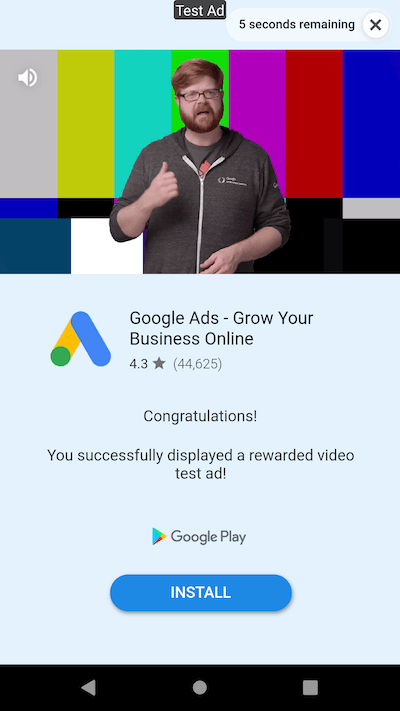 Test Ad
5 seconds remaining
Google Ads - Grow Your
Business Online
4.3 ★ (44,625)
Congratulations!
You successfully displayed a rewarded video
test ad!
Google Play
INSTALL